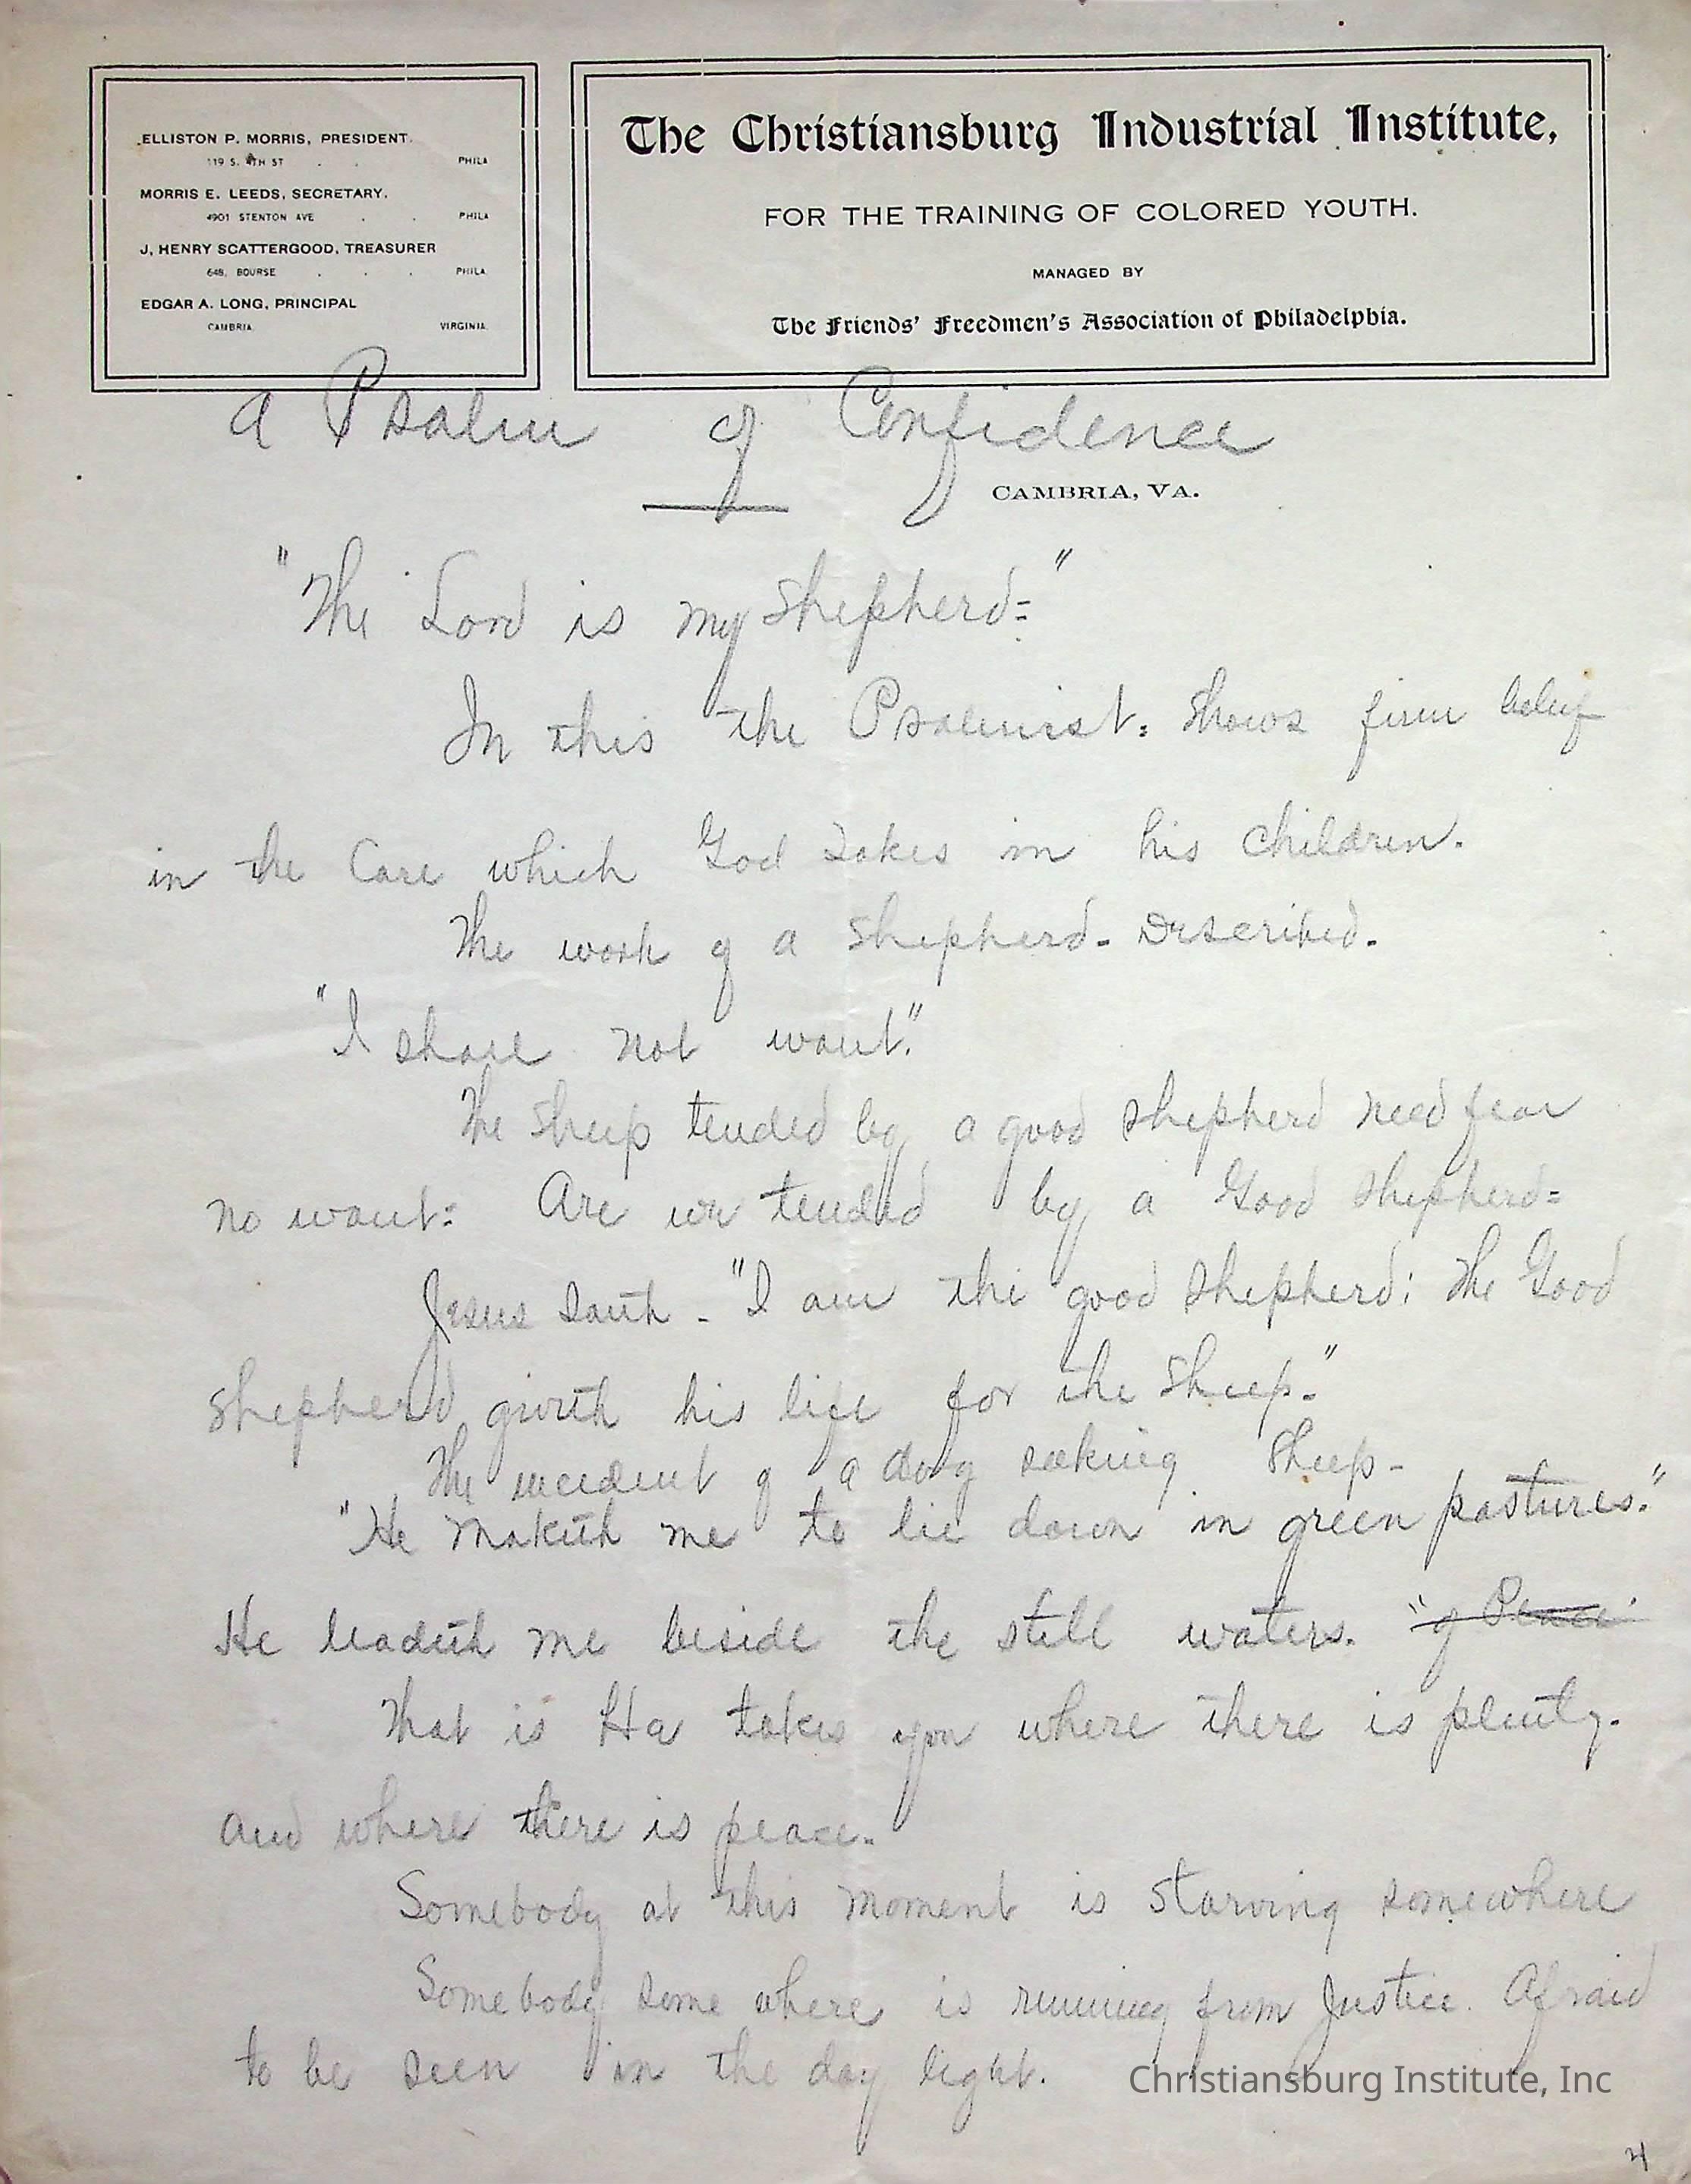 ELLISTON P. MORRIS, PRESIDENT.
119 S. 4TH ST . . PHILA
MORRIS E. LEEDS, SECRETARY.
4901 STENTON AVE . . PHILA
J, HENRY SCATTERGOOD, TREASURER
648, BOURSE . . . PHILA
EDGAR A. LONG, PRINCIPAL
CAMBRIA. VIRGINIA.
The Christiansburg Industrial Institute,
FOR THE TRAINING OF COLORED YOUTH.
MANAGED BY
The Friends' Freedmen's Association of Philadelphia.
A Psalm of Confidence
CAMBRIA, VA.
"The Lord is my Shepherd="
In this the Psalmist: shows firm belief
in the Care which God takes in his children.
The work of a Shepherd. Described.
"I shall not want."
The Sheep tended by a good shepherd need fear
no want: Are we tended by a Good Shepherd=
Jesus saith - "I am the good shepherd: The Good
Shepherd giveth his life for the Sheep."
The incident of a dog seeking Sheep-
"He maketh me to lie down in green pastures."
He leadeth me beside the still waters. "of Peace"
That is He takes you where there is plenty.
and where there is peace.
Somebody at this moment is starving somewhere
Somebody some where is running from Justice. Afraid
to be seen in the day light.
Christiansburg Institute, Inc
4